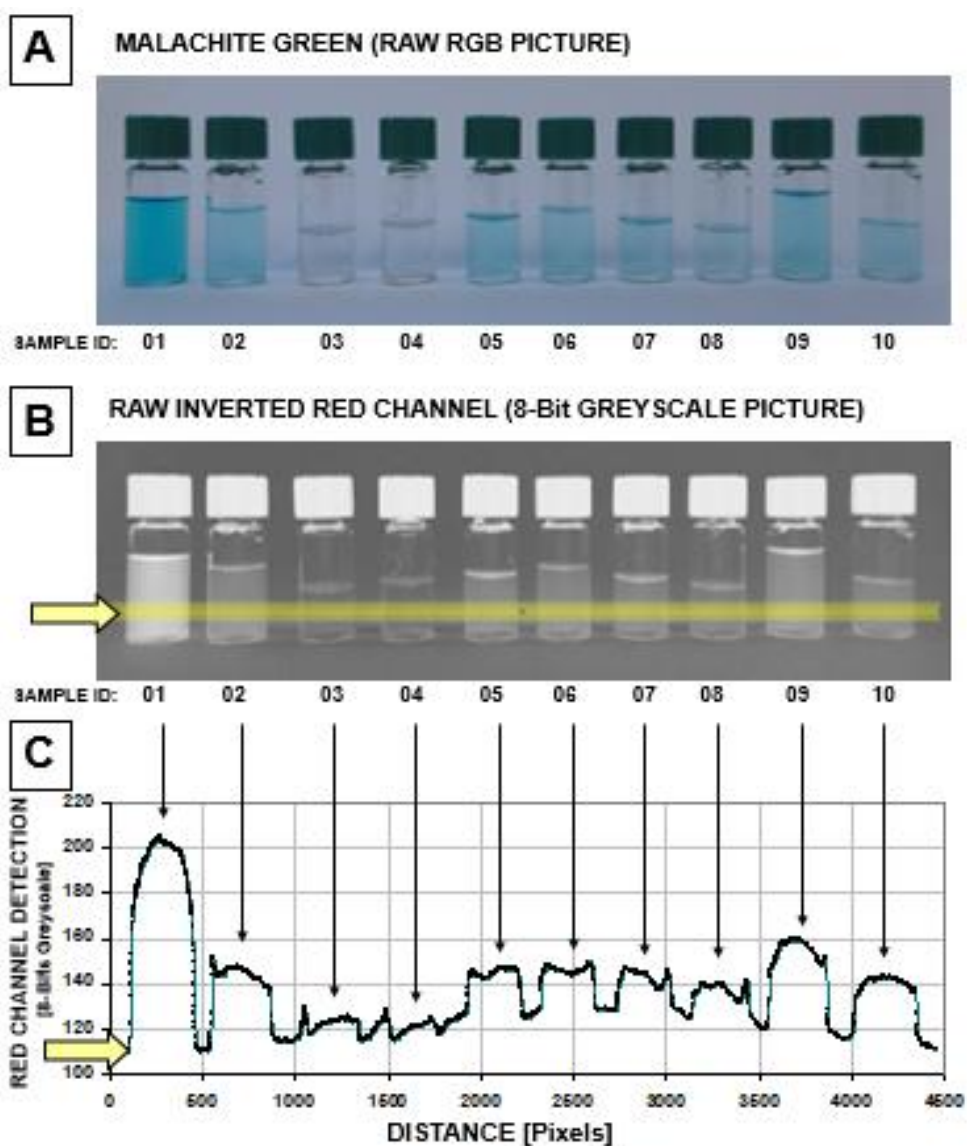 A
MALACHITE GREEN (RAW RGB PICTURE)
SAMPLE ID: 01 02 03 04 05 06 07 08 09 10
B
RAW INVERTED RED CHANNEL (8-Bit GREYSCALE PICTURE)
SAMPLE ID: 01 02 03 04 05 06 07 08 09 10
C
RED CHANNEL DETECTION
[8-Bits Greyscale]
220
200
180
160
140
120
100
0 500 1000 1500 2000 2500 3000 3500 4000 4500
DISTANCE [Pixels]